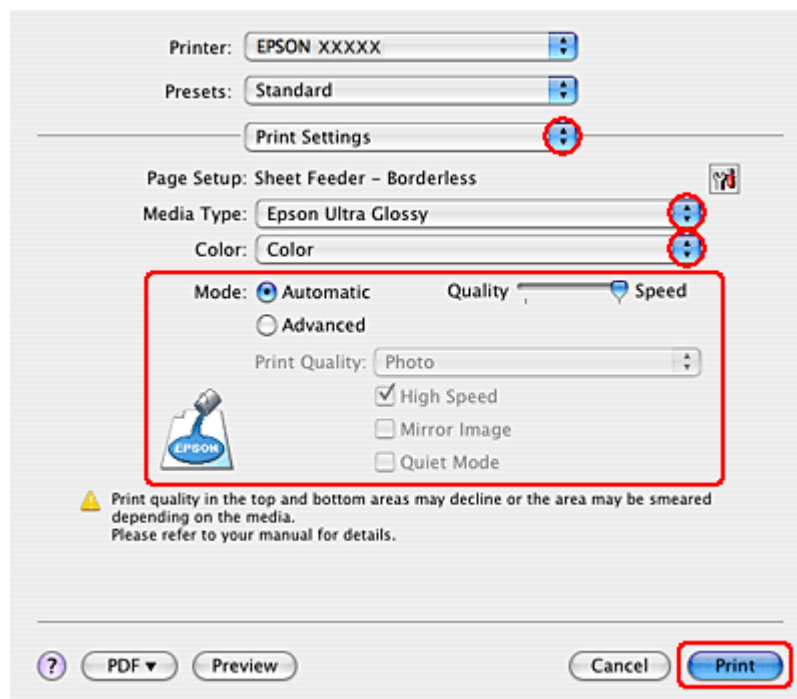 Printer: EPSON XXXXX
Presets: Standard
Print Settings
Page Setup: Sheet Feeder – Borderless
Media Type: Epson Ultra Glossy
Color: Color
Mode: Automatic Quality Speed
Advanced
Print Quality: Photo
High Speed
Mirror Image
Quiet Mode
EPSON
Print quality in the top and bottom areas may decline or the area may be smeared
depending on the media.
Please refer to your manual for details.
? PDF ▼ Preview Cancel Print